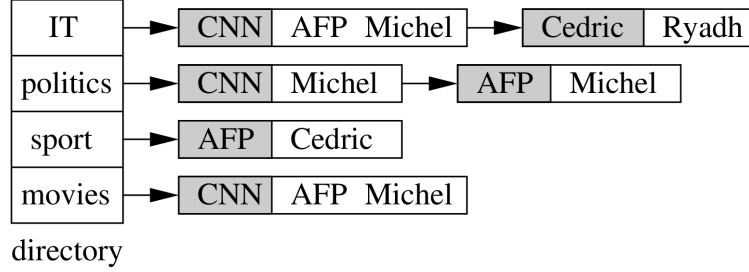 IT CNN AFP Michel Cedric Ryadh
politics CNN Michel AFP Michel
sport AFP Cedric
movies CNN AFP Michel
directory